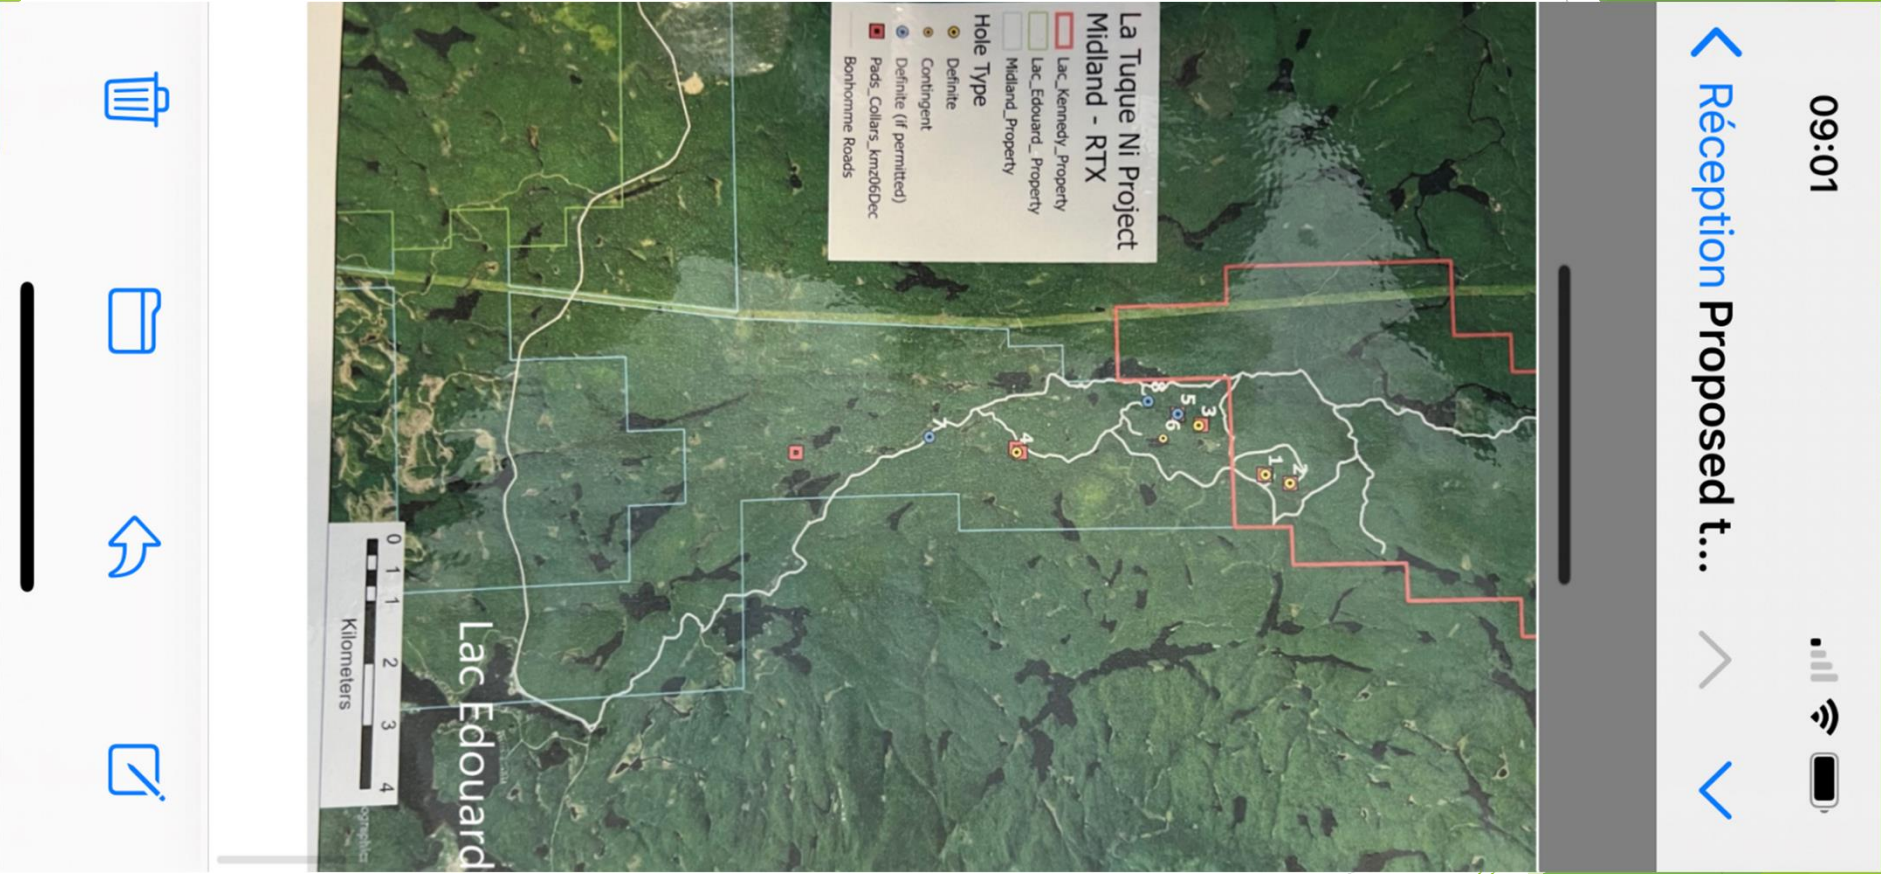 09:01
Réception Proposed t...
La Tuque Ni Project
Midland - RTX
Lac_Kennedy_Property
Lac_Edouard_ Property
Midland_Property
Hole Type
Definite
Contingent
Definite (if permitted)
Pads_Collars_kmz06Dec
Bonhomme Roads
2
1
3
5
8
6
4
7
Lac Edouard
0 1 1 2 3 4
Kilometers